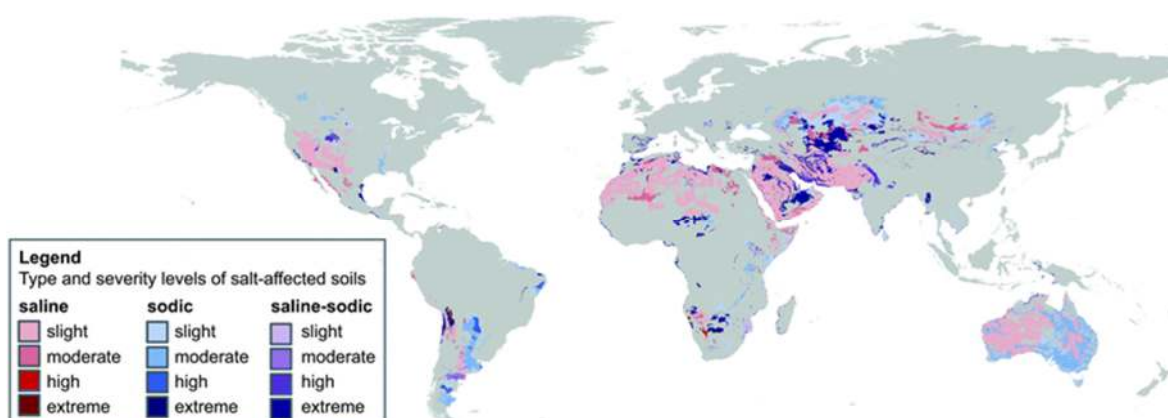 Legend
Type and severity levels of salt-affected soils
saline sodic saline-sodic
slight slight slight
moderate moderate moderate
high high high
extreme extreme extreme